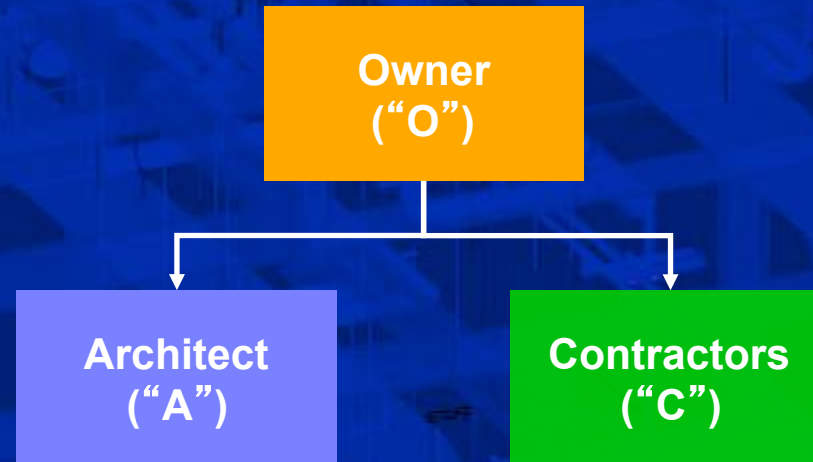 Owner
(“O”)
Architect
(“A”)
Contractors
(“C”)